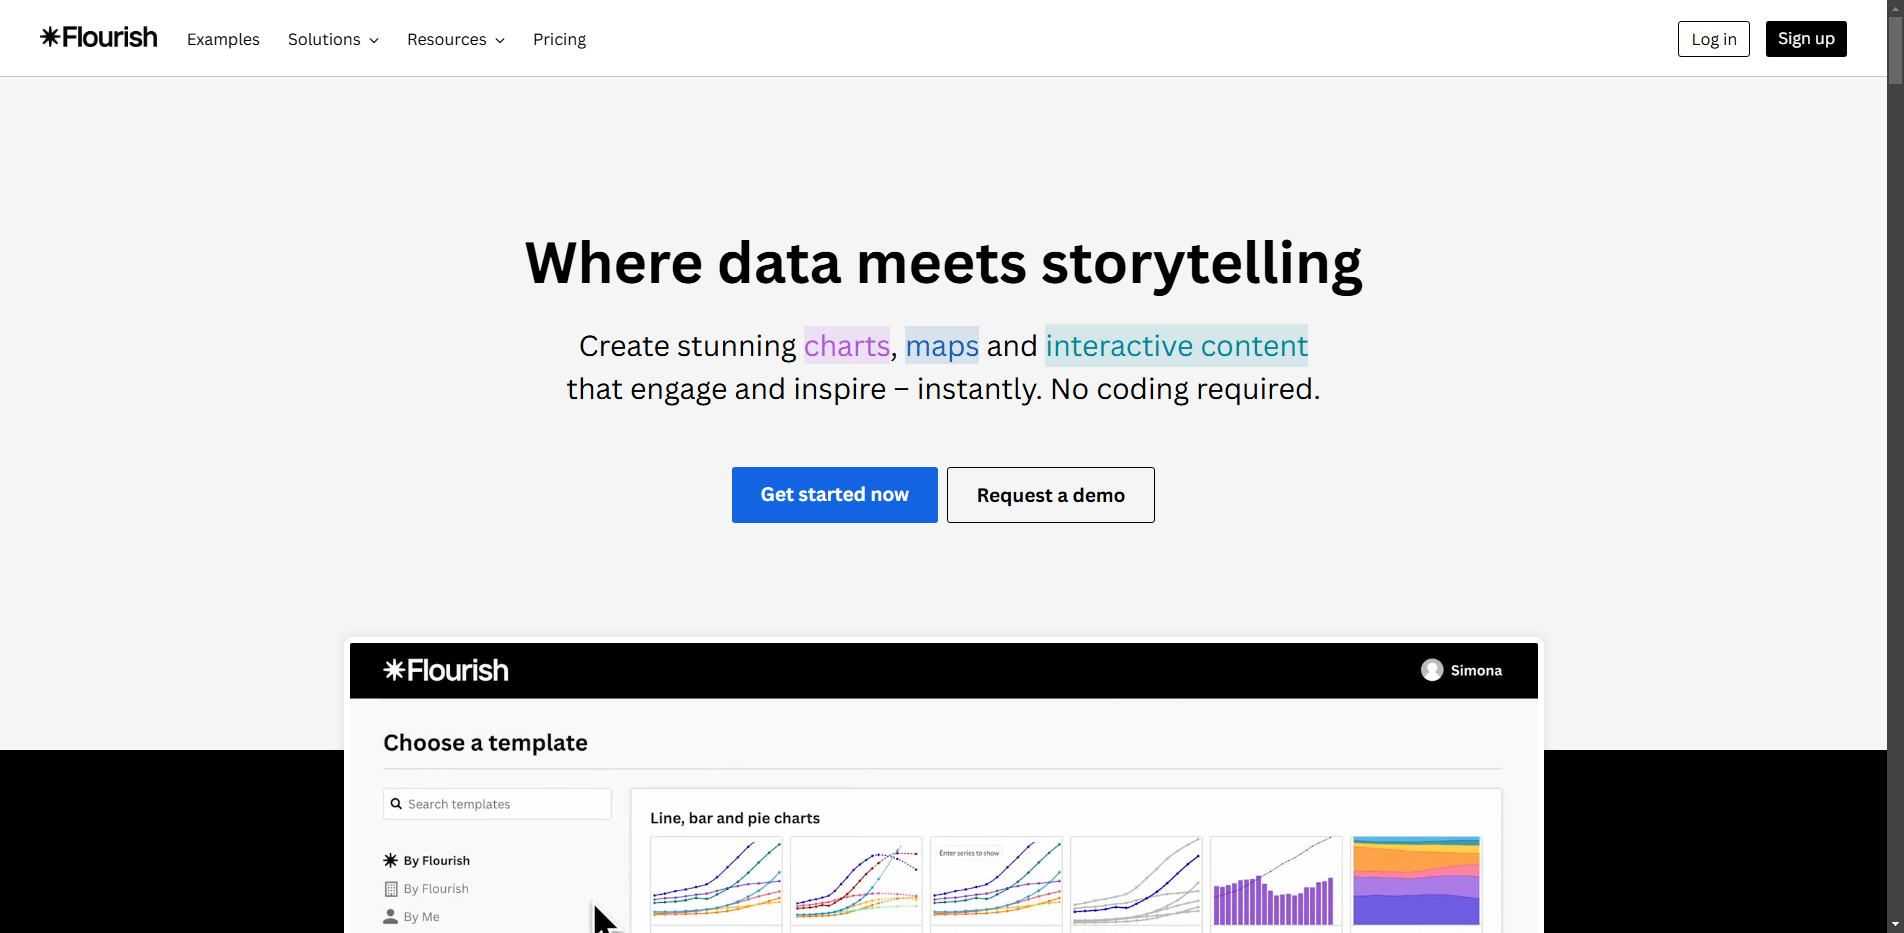 Flourish
Examples
Solutions
Resources
Pricing
Log in
Sign up
Where data meets storytelling
Create stunning charts, maps and interactive content
that engage and inspire – instantly. No coding required.
Get started now
Request a demo
Flourish
Simona
Choose a template
Search templates
By Flourish
By Flourish
By Me
Line, bar and pie charts
Enter series to show